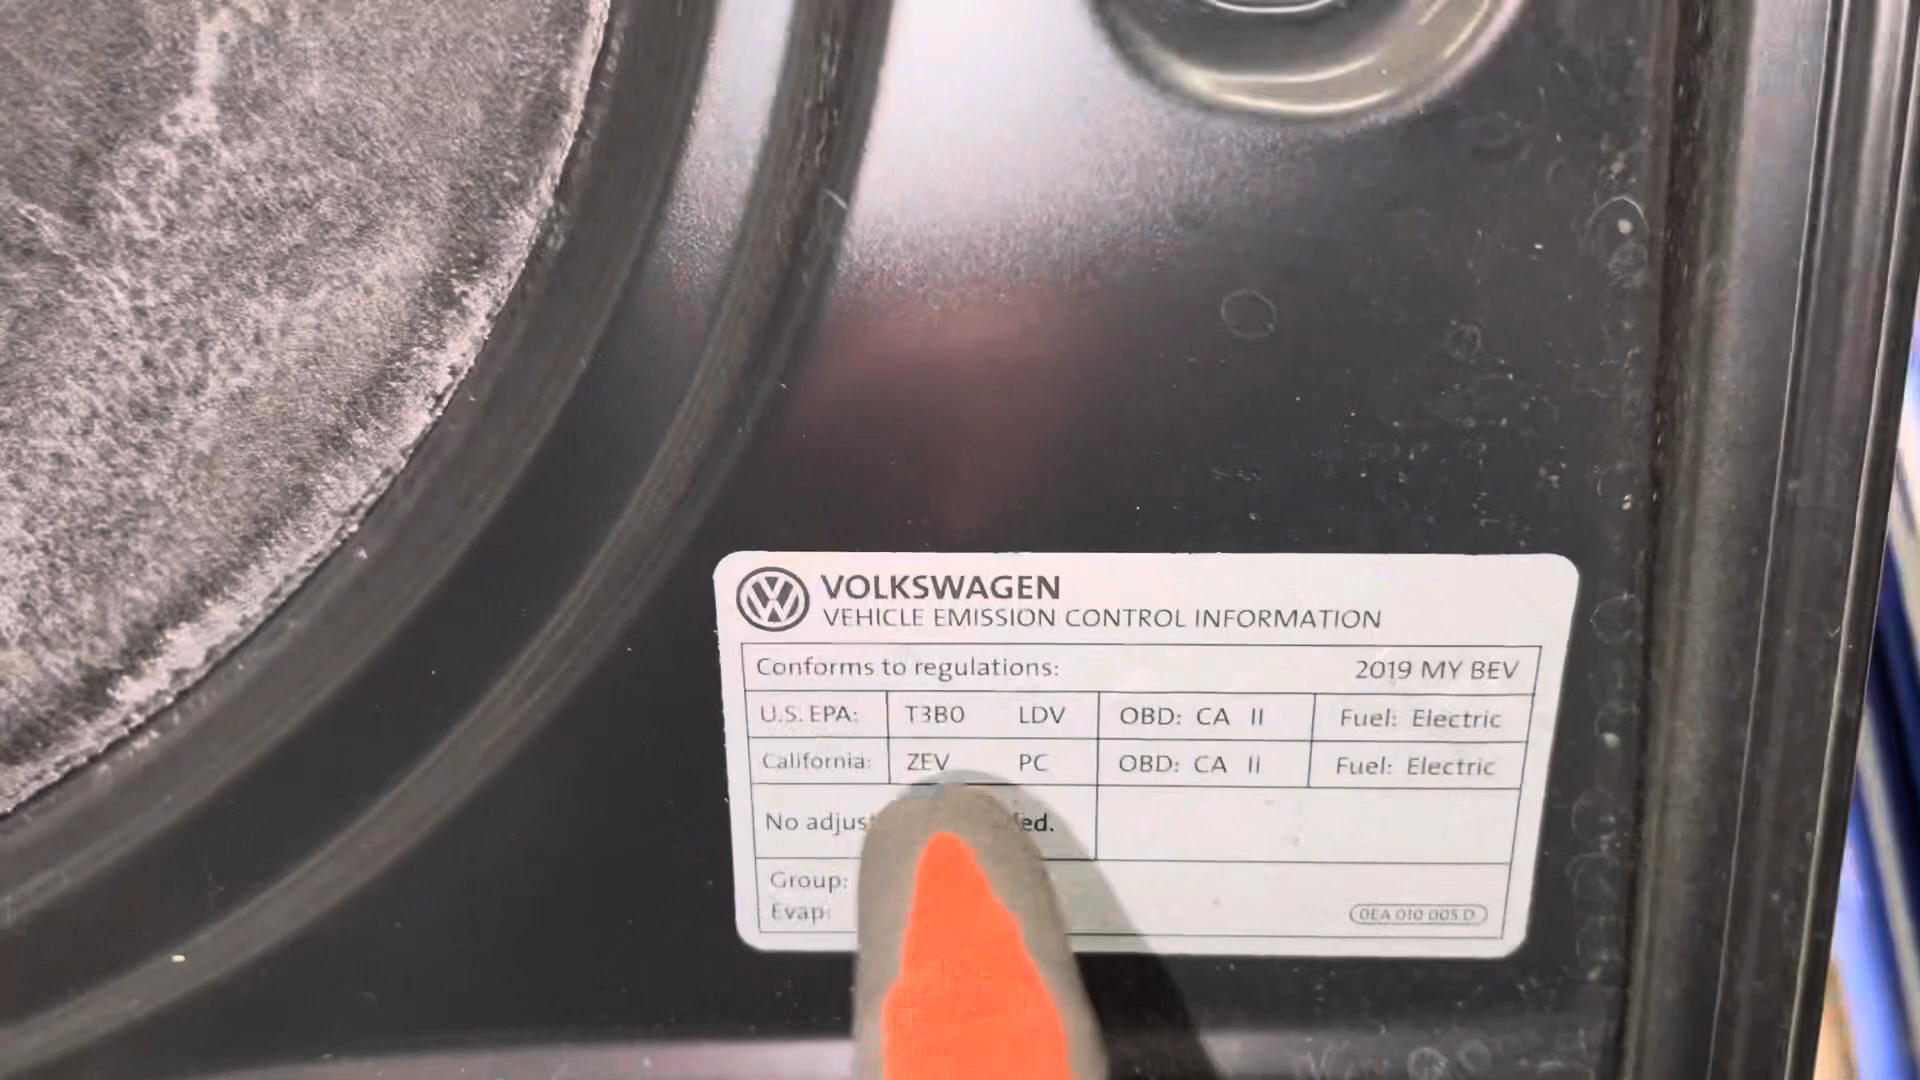 VOLKSWAGEN
VEHICLE EMISSION CONTROL INFORMATION
Conforms to regulations: 2019 MY BEV
U.S. EPA: T3B0 LDV OBD: CA II Fuel: Electric
California: ZEV PC OBD: CA II Fuel: Electric
No
Group:
Evap:
0EA 010 005 D